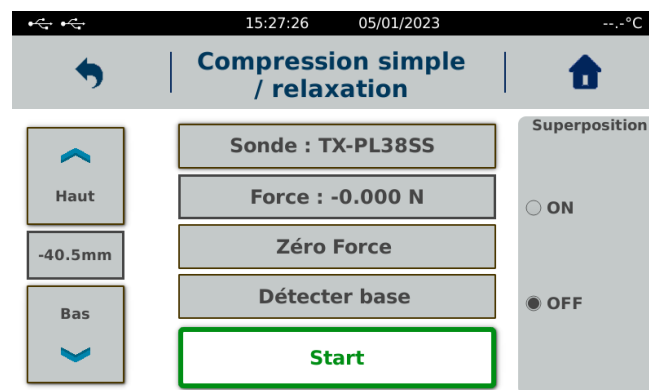 15:27:26 05/01/2023 --.-°C
Compression simple
/ relaxation
Haut
-40.5mm
Bas
Sonde : TX-PL38SS
Force : -0.000 N
Zéro Force
Détecter base
Start
Superposition
ON
OFF